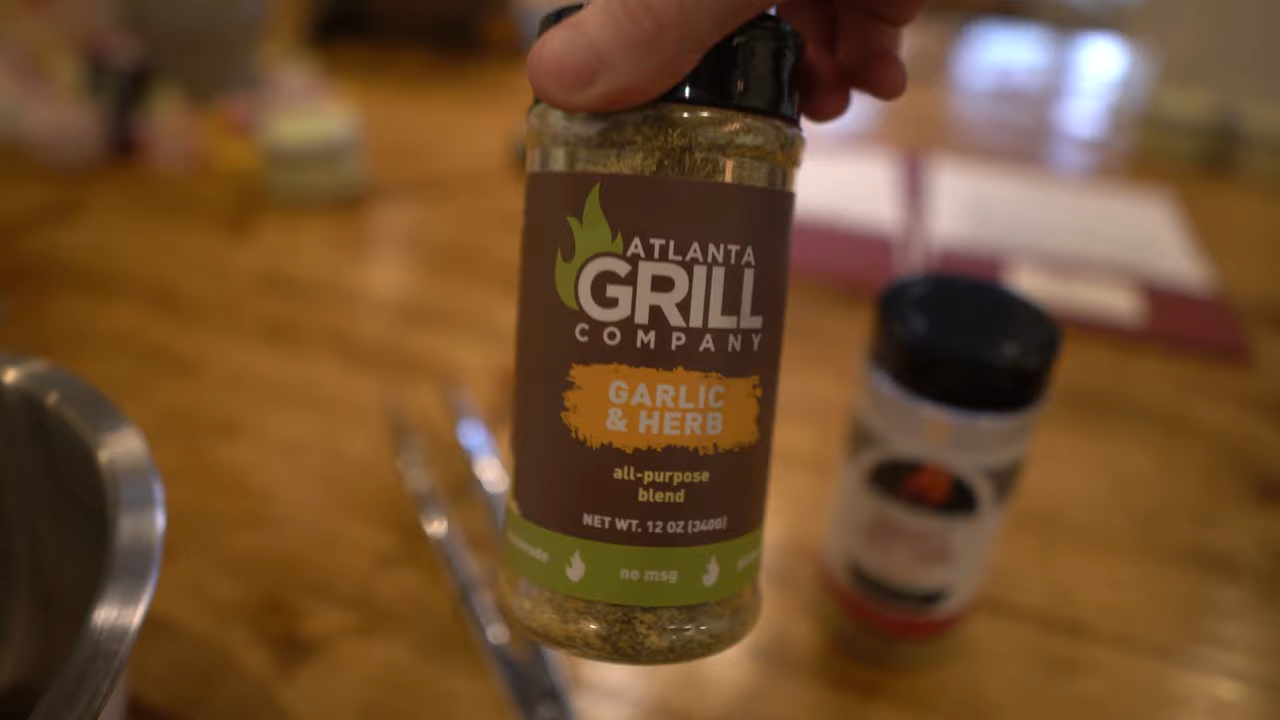 ATLANTA
GRILL
COMPANY
GARLIC
& HERB
all-purpose
blend
NET WT. 12 OZ (340G)
no msg